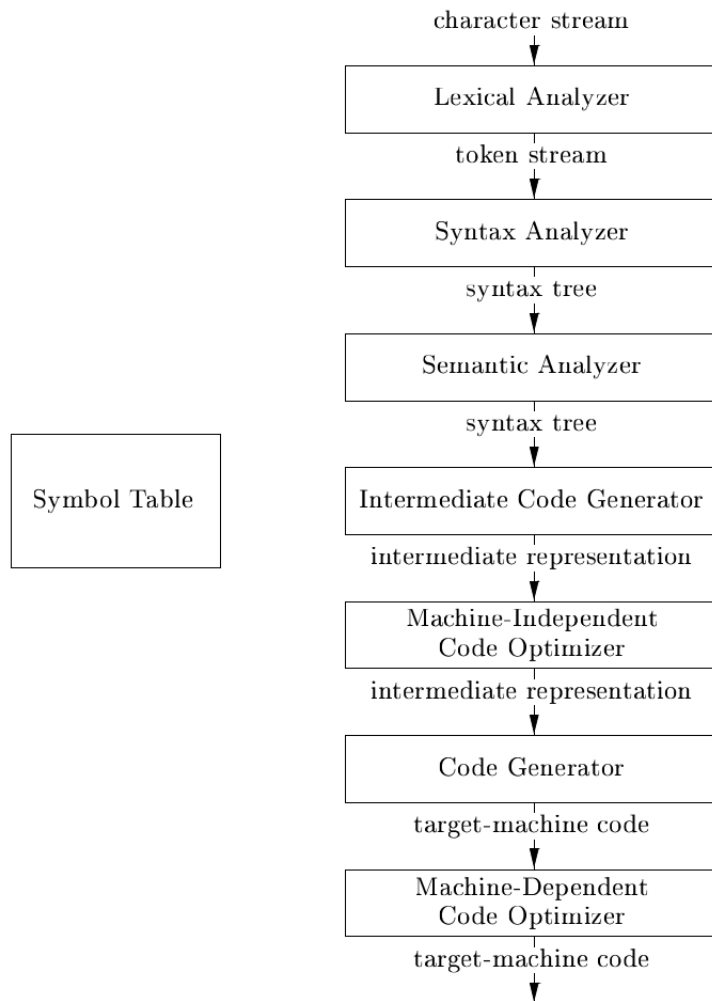 character stream
Lexical Analyzer
token stream
Syntax Analyzer
syntax tree
Semantic Analyzer
syntax tree
Symbol Table
Intermediate Code Generator
intermediate representation
Machine-Independent
Code Optimizer
intermediate representation
Code Generator
target-machine code
Machine-Dependent
Code Optimizer
target-machine code